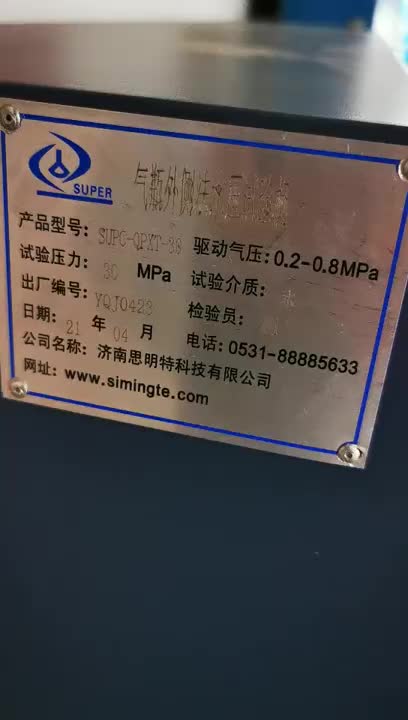 SUPER
气瓶外侧法水压试验机
产品型号: SUPC-QPXT-38 驱动气压: 0.2-0.8MPa
试验压力: 30 MPa 试验介质: 水
出厂编号: YQJ0423 检验员:
日期: 21 年 04 月 电话: 0531-88885633
公司名称: 济南思明特科技有限公司
网址: www.simingte.com